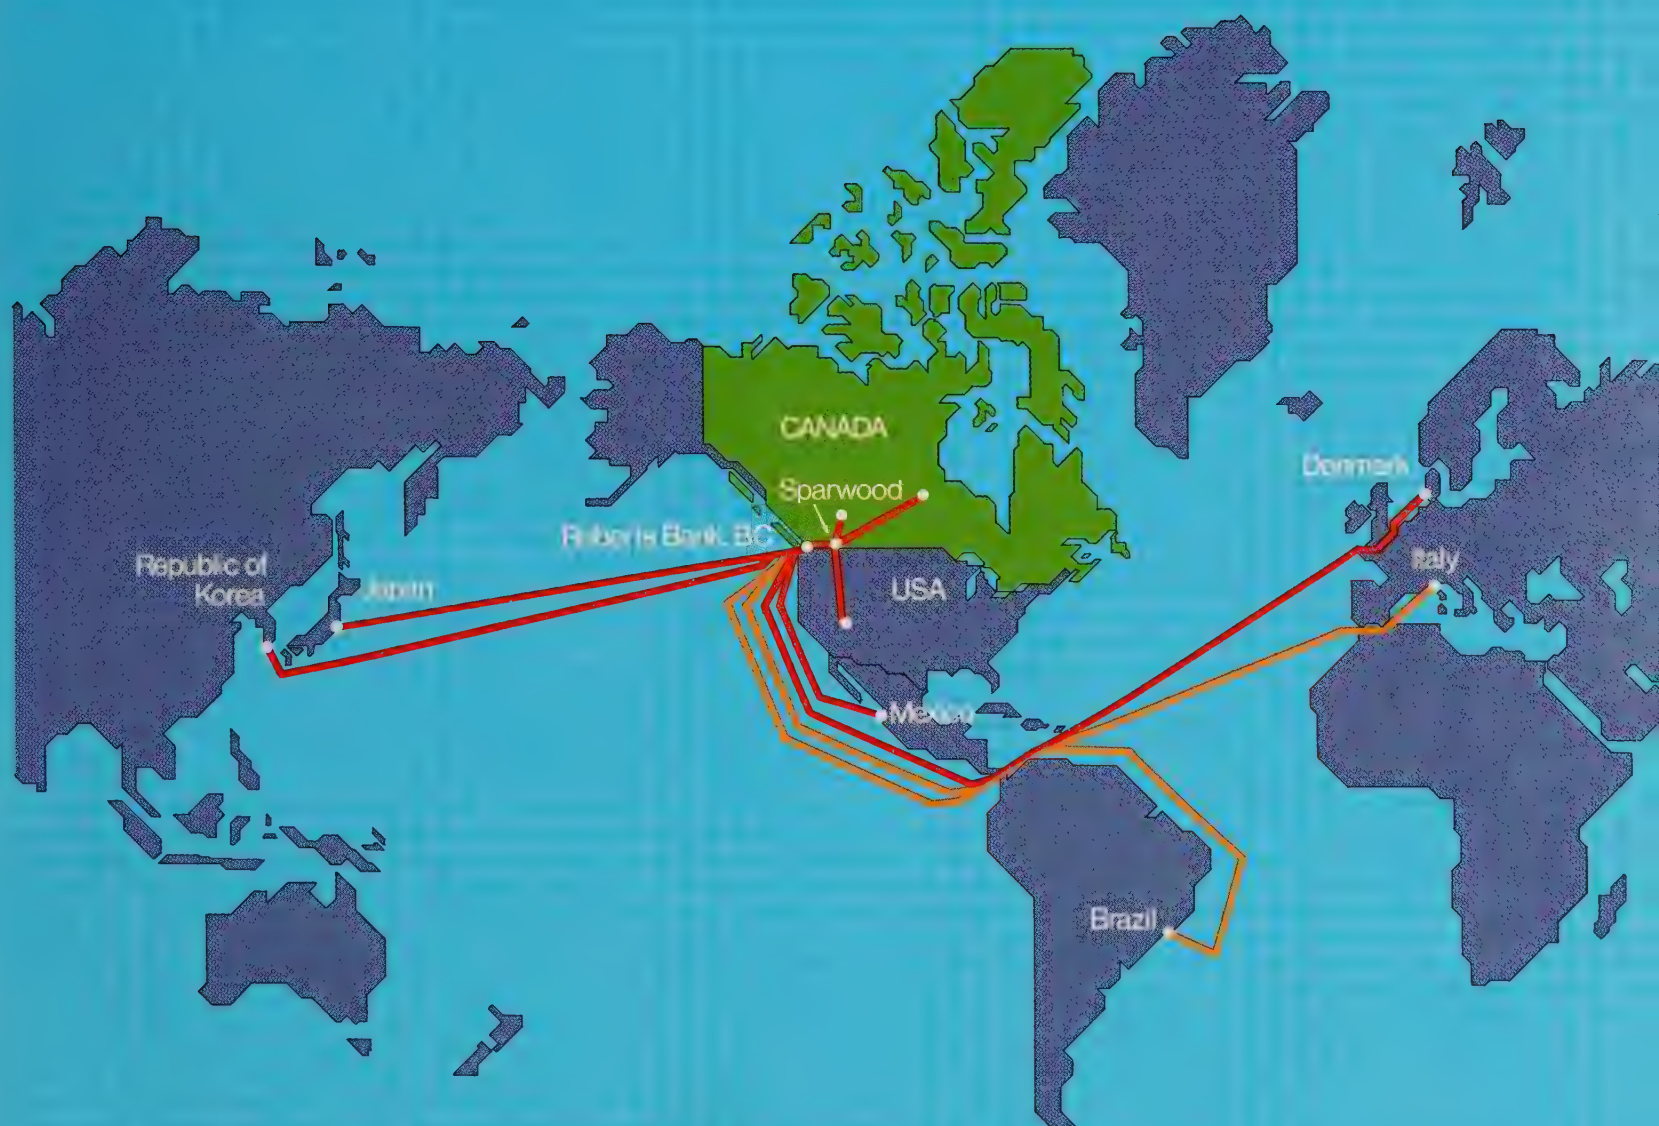 CANADA
Sparwood
Roberts Bank, BC
Denmark
Republic of
Korea
Japan
USA
Italy
Mexico
Brazil